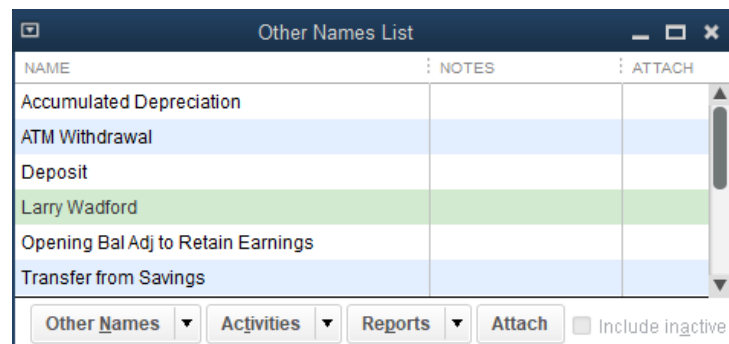 Other Names List
NAME NOTES ATTACH
Accumulated Depreciation
ATM Withdrawal
Deposit
Larry Wadford
Opening Bal Adj to Retain Earnings
Transfer from Savings
Other Names Activities Reports Attach Include inactive